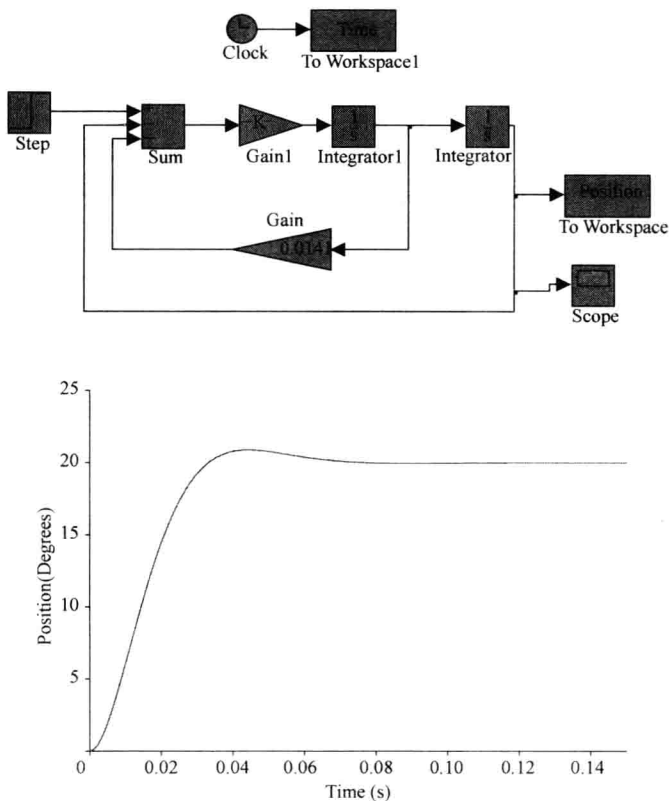 Time
Clock
To Workspace1
Step
Sum
-K-
Gain1
1
s
Integrator1
1
s
Integrator
Position
To Workspace
Gain
0.0141
Scope
25
20
15
10
5
0
0.02
0.04
0.06
0.08
0.10
0.12
0.14
Position(Degrees)
Time (s)